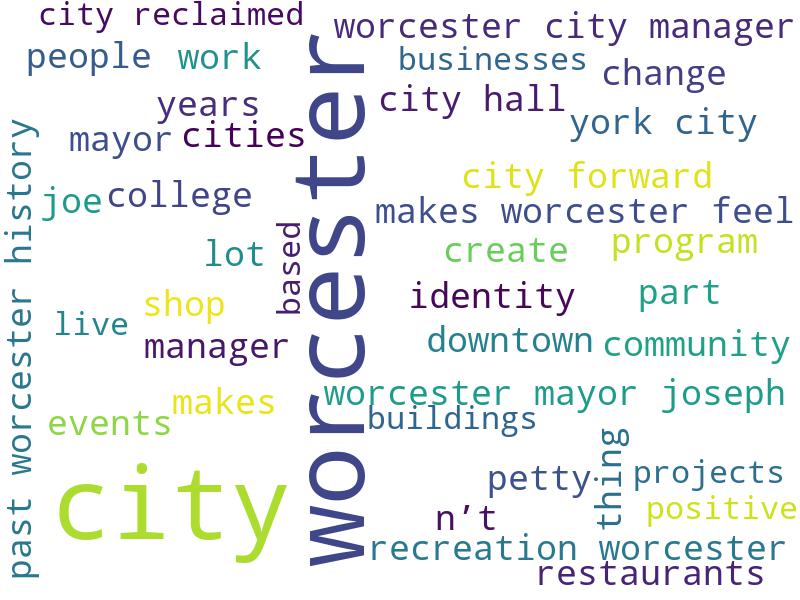 city reclaimed
worcester city manager
people
work
businesses
change
years
city hall
york city
mayor
cities
city forward
joe
college
makes worcester feel
past worcester history
worcester
based
lot
create
program
identity
part
shop
live
manager
downtown
community
makes
worcester mayor joseph
events
buildings
city
thing
petty
projects
n’t
positive
recreation worcester
restaurants